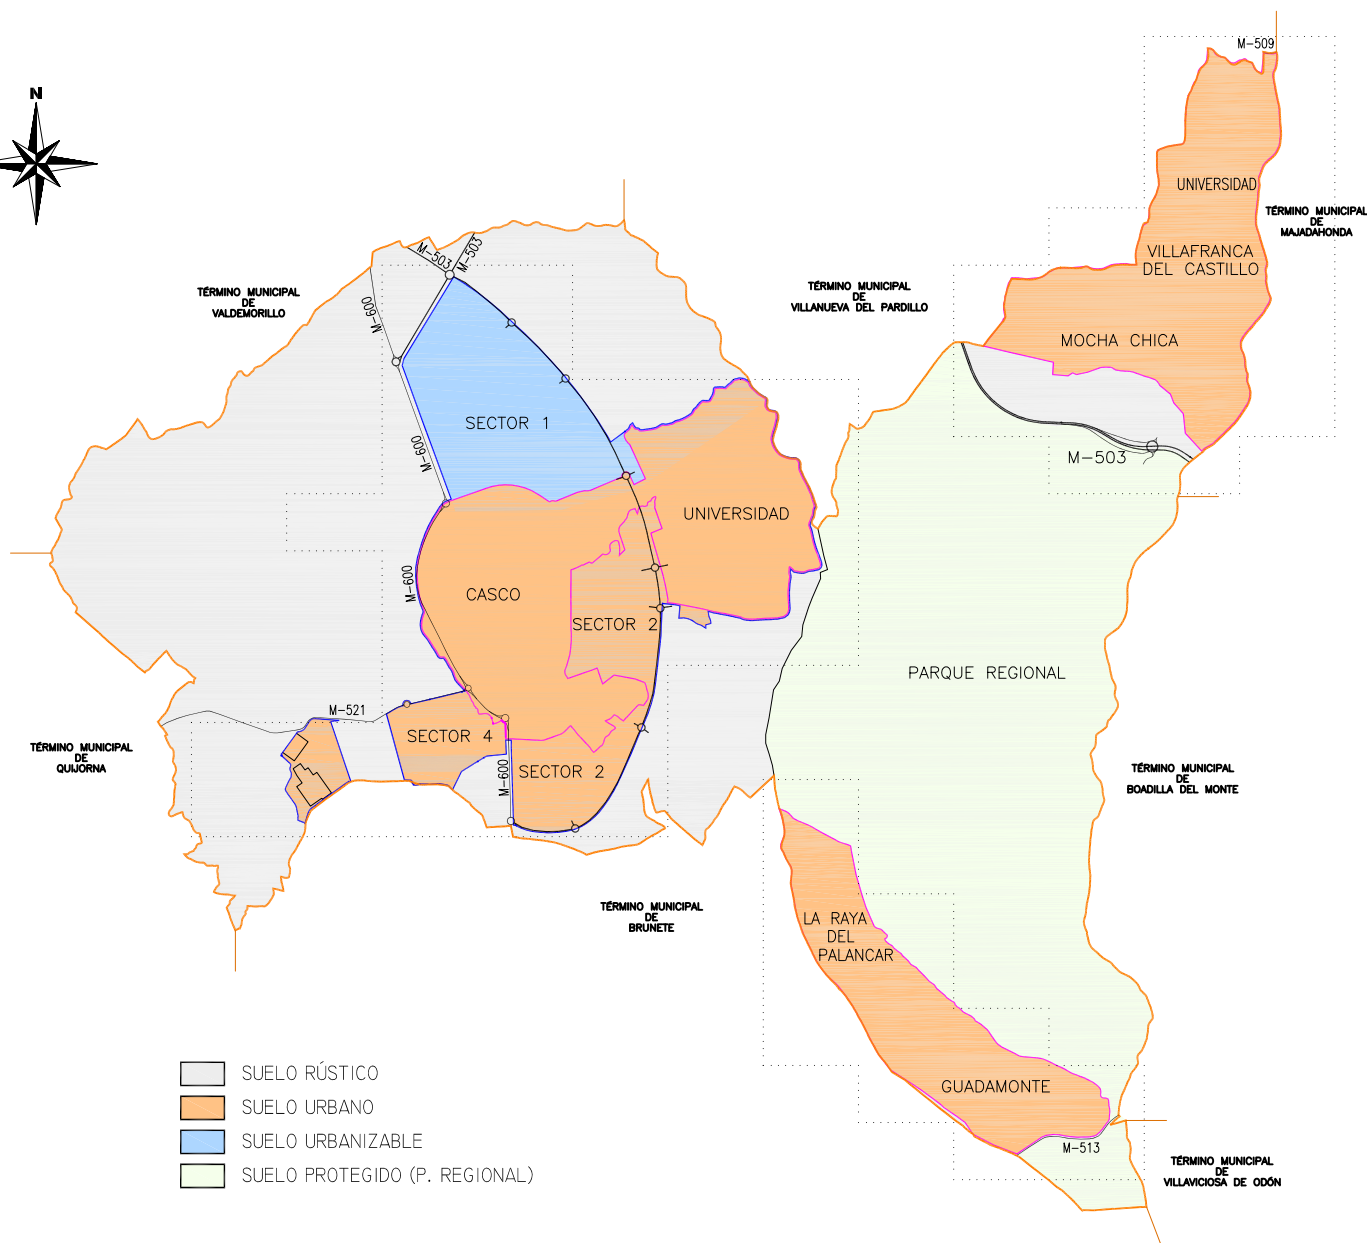 M-509
N
UNIVERSIDAD
TÉRMINO MUNICIPAL
DE
MAJADAHONDA
M-503
M-503
VILLAFRANCA
DEL CASTILLO
TÉRMINO MUNICIPAL
DE
VALDEMORILLO
TÉRMINO MUNICIPAL
DE
VILLANUEVA DEL PARDILLO
M-600
MOCHA CHICA
SECTOR 1
M-600
M-503
UNIVERSIDAD
M-600
CASCO
SECTOR 2
PARQUE REGIONAL
M-521
SECTOR 4
TÉRMINO MUNICIPAL
DE
QUIJORNA
M-600
SECTOR 2
TÉRMINO MUNICIPAL
DE
BOADILLA DEL MONTE
TÉRMINO MUNICIPAL
DE
BRUNETE
LA RAYA
DEL
PALANCAR
GUADAMONTE
M-513
TÉRMINO MUNICIPAL
DE
VILLAVICIOSA DE ODÓN
SUELO RÚSTICO
SUELO URBANO
SUELO URBANIZABLE
SUELO PROTEGIDO (P. REGIONAL)